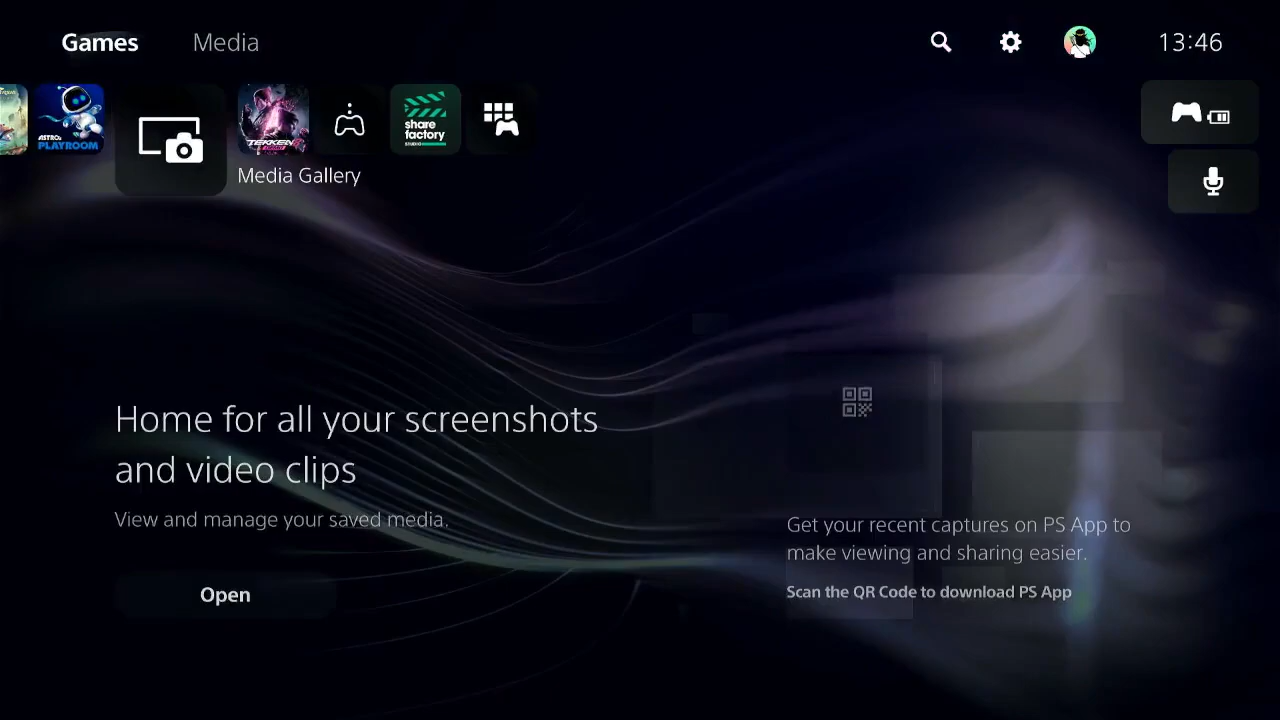 Games
Media
13:46
ASTRO's
PLAYROOM
TEKKEN
share
factory
STUDIO
Media Gallery
Home for all your screenshots
and video clips
View and manage your saved media.
Open
Get your recent captures on PS App to
make viewing and sharing easier.
Scan the QR Code to download PS App